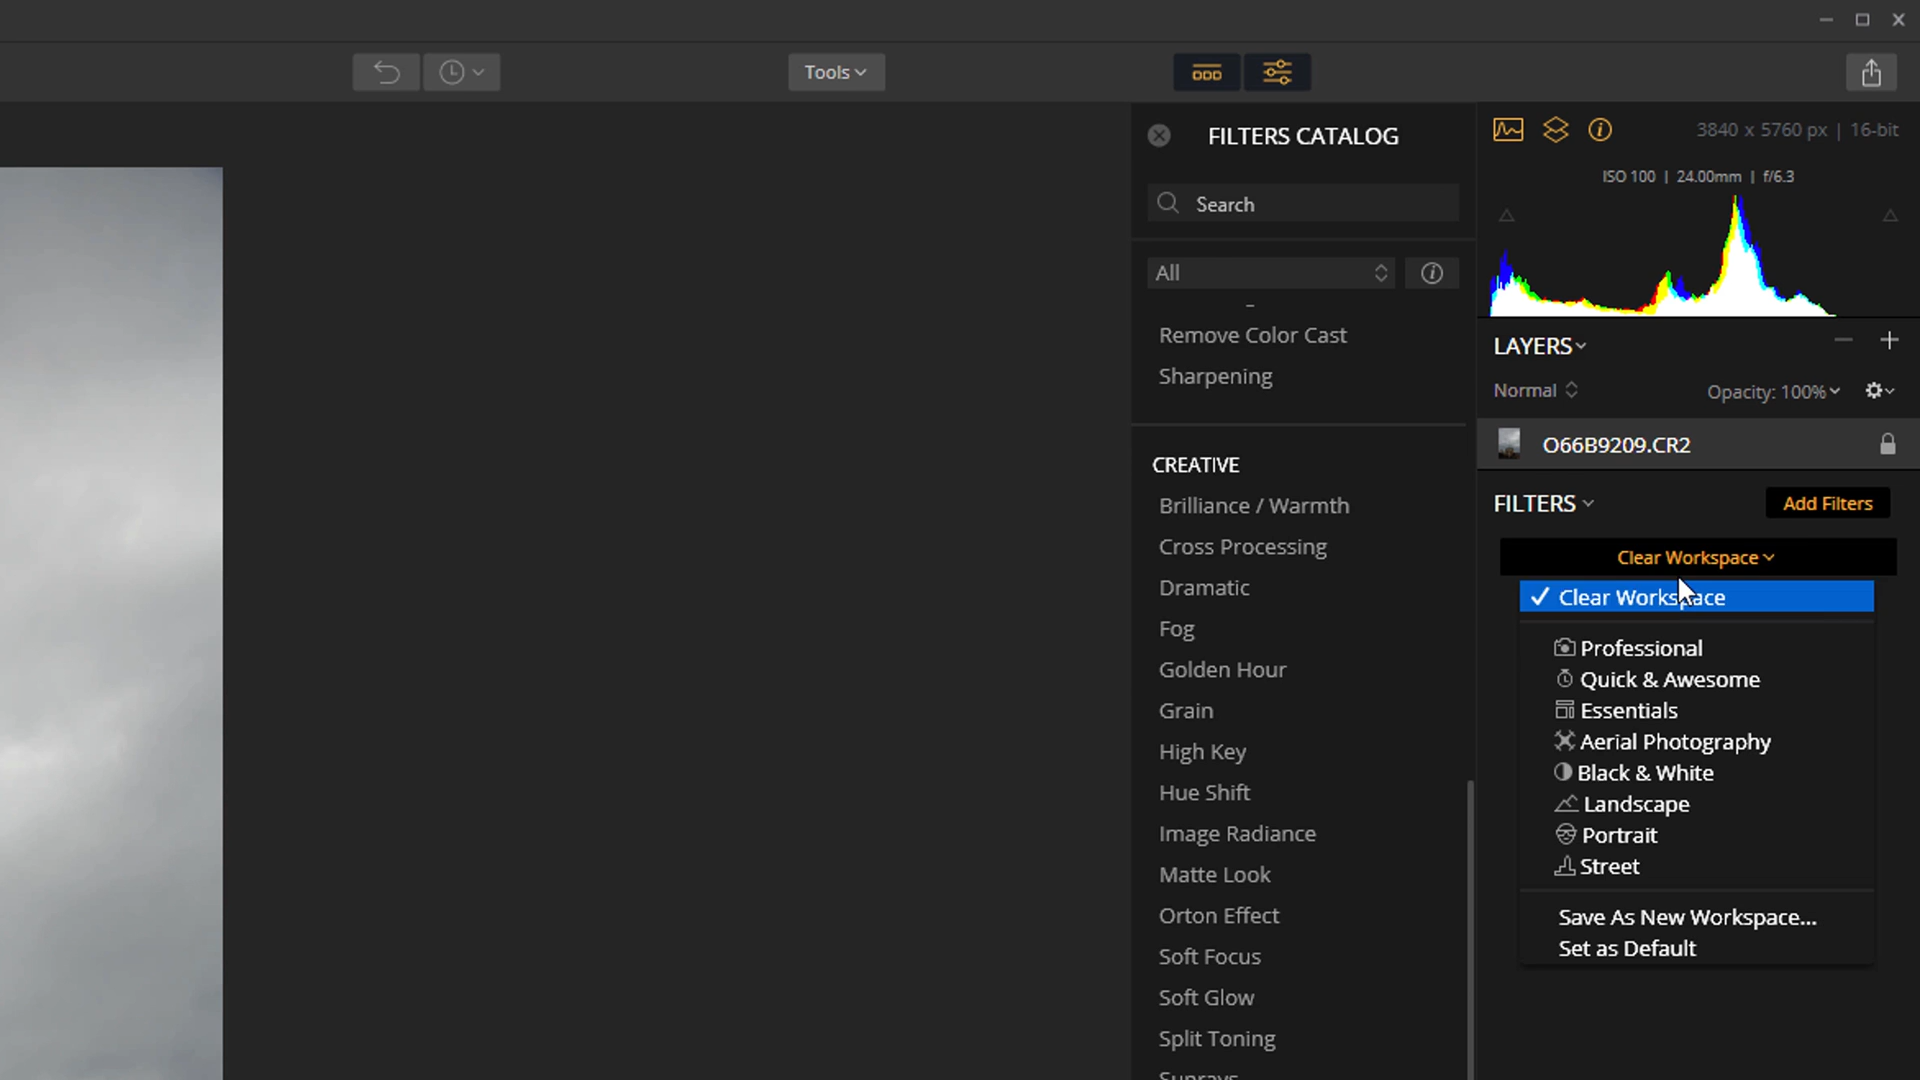 Tools
FILTERS CATALOG
Search
All
Remove Color Cast
Sharpening
CREATIVE
Brilliance / Warmth
Cross Processing
Dramatic
Fog
Golden Hour
Grain
High Key
Hue Shift
Image Radiance
Matte Look
Orton Effect
Soft Focus
Soft Glow
Split Toning
Sunrays
3840 x 5760 px | 16-bit
ISO 100 | 24.00mm | f/6.3
LAYERS
Normal
Opacity: 100%
O66B9209.CR2
FILTERS
Add Filters
Clear Workspace
Clear Workspace
Professional
Quick & Awesome
Essentials
Aerial Photography
Black & White
Landscape
Portrait
Street
Save As New Workspace...
Set as Default